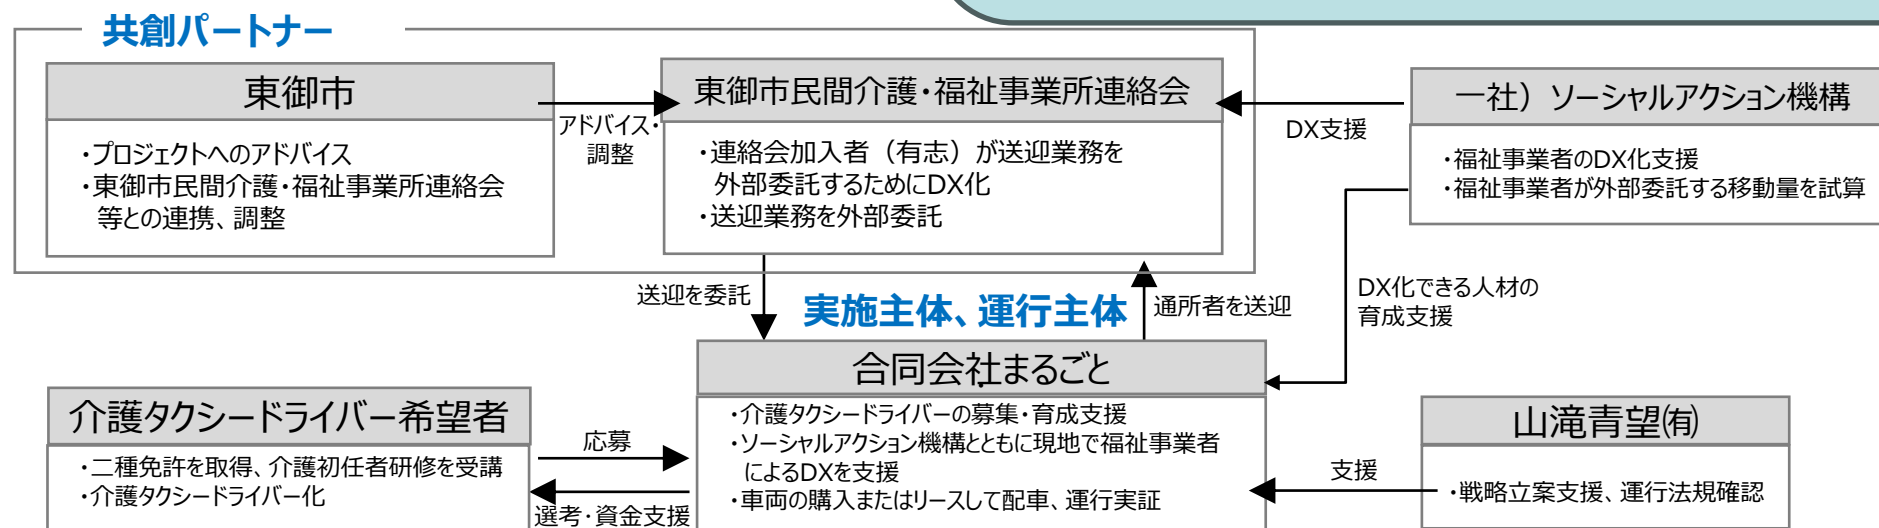 共創パートナー
東御市
・プロジェクトへのアドバイス
・東御市民間介護・福祉事業所連絡会
等との連携、調整
アドバイス・
調整
東御市民間介護・福祉事業所連絡会
・連絡会加入者（有志）が送迎業務を
外部委託するためにDX化
・送迎業務を外部委託
DX支援
一社）ソーシャルアクション機構
・福祉事業者のDX化支援
・福祉事業者が外部委託する移動量を試算
送迎を委託
実施主体、運行主体
通所者を送迎
DX化できる人材の
育成支援
介護タクシードライバー希望者
・二種免許を取得、介護初任者研修を受講
・介護タクシードライバー化
応募
選考・資金支援
合同会社まるごと
・介護タクシードライバーの募集・育成支援
・ソーシャルアクション機構とともに現地で福祉事業者
によるDXを支援
・車両の購入またはリースして配車、運行実証
支援
山滝青望㈲
・戦略立案支援、運行法規確認